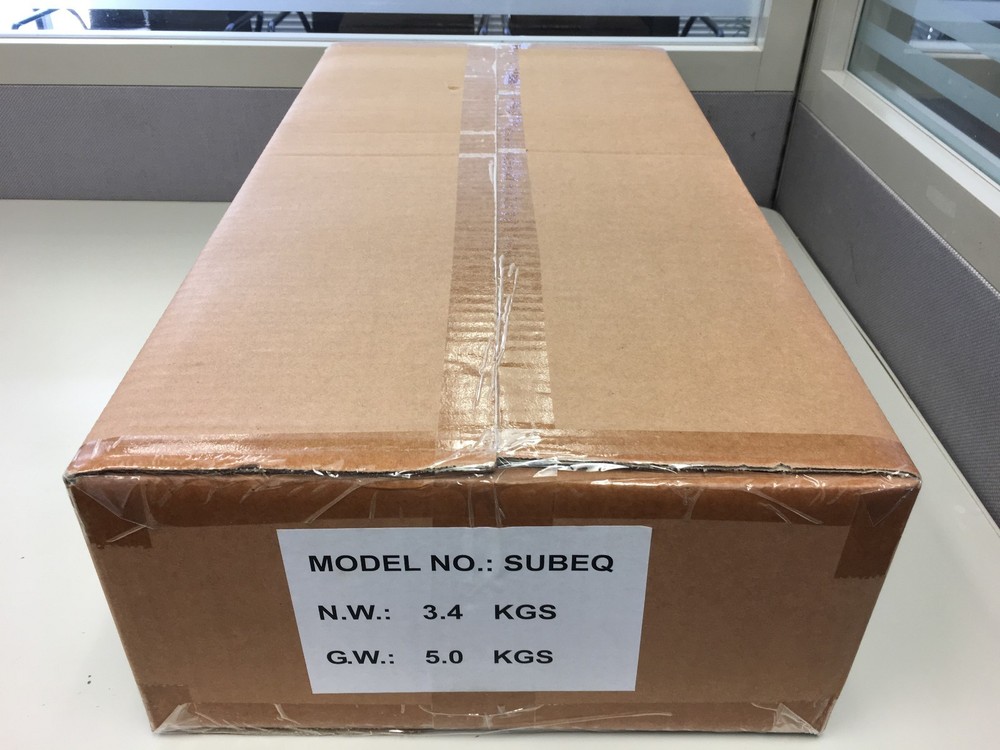 MODEL NO.: SUBEQ
N.W.: 3.4 KGS
G.W.: 5.0 KGS